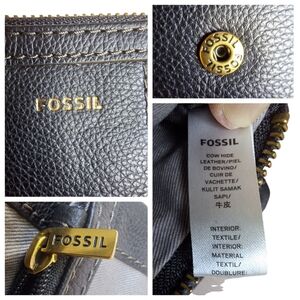 FOSSIL
FOSSIL
FOSSIL
FOSSIL
COW HIDE
LEATHER/PIEL
DE BOVINO/
CUIR DE
VACHETTE/
KULIT SAMAK
SAPI/
牛皮
INTERIOR:
TEXTILE/
INTERIOR:
MATERIAL
TEXTIL/
DOUBLURE: